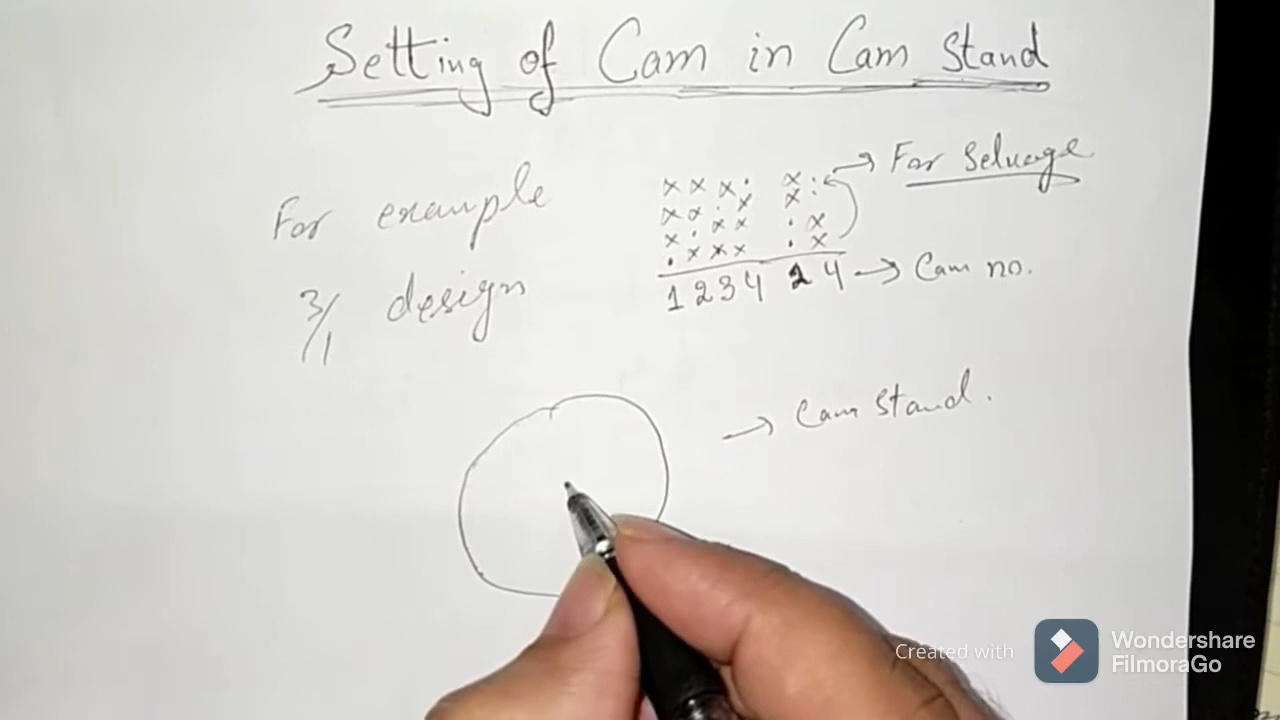 Setting of Cam in Cam Stand
For example
3/1 design
x x x . x : → For Selvage
x x . x x :
x . x x . x
. x x x . x
1 2 3 4 2 4 → Cam no.
→ Cam Stand.
Created with Wondershare FilmoraGo